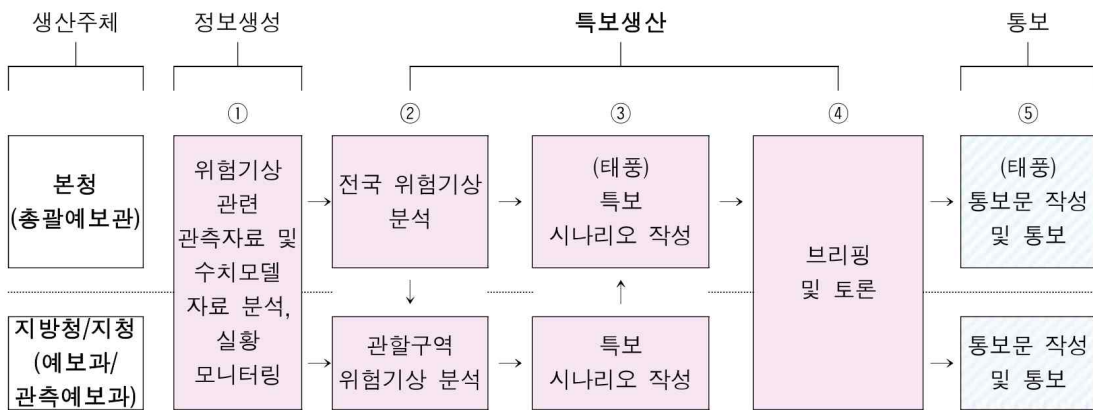 생산주체
정보생성
특보생산
통보
①
②
③
④
⑤
본청
(총괄예보관)
위험기상
관련
관측자료 및
수치모델
자료 분석,
실황
모니터링
전국 위험기상
분석
(태풍)
특보
시나리오 작성
브리핑
및 토론
(태풍)
통보문 작성
및 통보
지방청/지청
(예보과/
관측예보과)
관할구역
위험기상 분석
특보
시나리오 작성
통보문 작성
및 통보